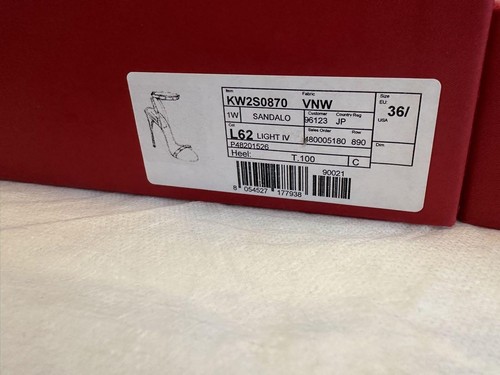 Item Fabric Size
KW2S0870 VNW EU. 36/
1W SANDALO Customer Country Reg
96123 JP USA
Col Sales Order Row
L62 LIGHT IV 480005180 890 Dim
P48201526
Heel: T.100 C
90021
8 054527 177938